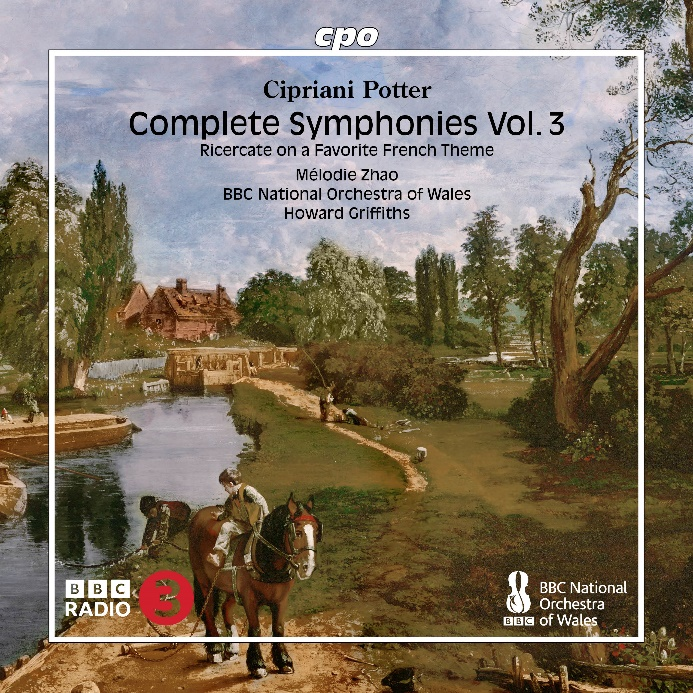 cpo
Cipriani Potter
Complete Symphonies Vol. 3
Ricercate on a Favorite French Theme
Mélodie Zhao
BBC National Orchestra of Wales
Howard Griffiths
BBC
RADIO 3
BBC National
Orchestra
BBC of Wales